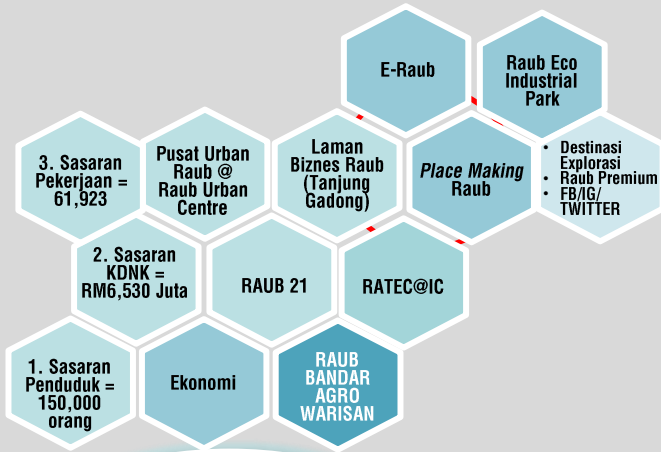 E-Raub
Raub Eco
Industrial
Park
3. Sasaran
Pekerjaan =
61,923
Pusat Urban
Raub @
Raub Urban
Centre
Laman
Biznes Raub
(Tanjung
Gadong)
Place Making
Raub
• Destinasi
Explorasi
• Raub Premium
• FB/IG/
TWITTER
2. Sasaran
KDNK =
RM6,530 Juta
RAUB 21
RATEC@IC
1. Sasaran
Penduduk =
150,000
orang
Ekonomi
RAUB
BANDAR
AGRO
WARISAN